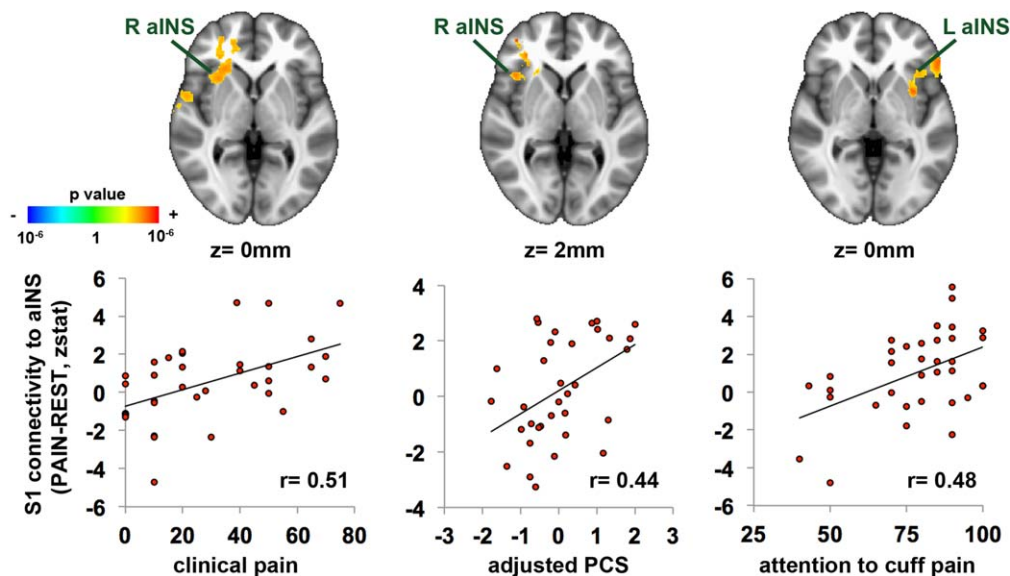 R aINS
R aINS
L aINS
p value
- +
10-6 1 10-6
z= 0mm
z= 2mm
z= 0mm
S1 connectivity to aINS
(PAIN-REST, zstat)
6
4
2
0
-2
-4
-6
0 20 40 60 80
r= 0.51
clinical pain
4
2
0
-2
-4
-3 -2 -1 0 1 2 3
r= 0.44
adjusted PCS
6
4
2
0
-2
-4
-6
25 50 75 100
r= 0.48
attention to cuff pain